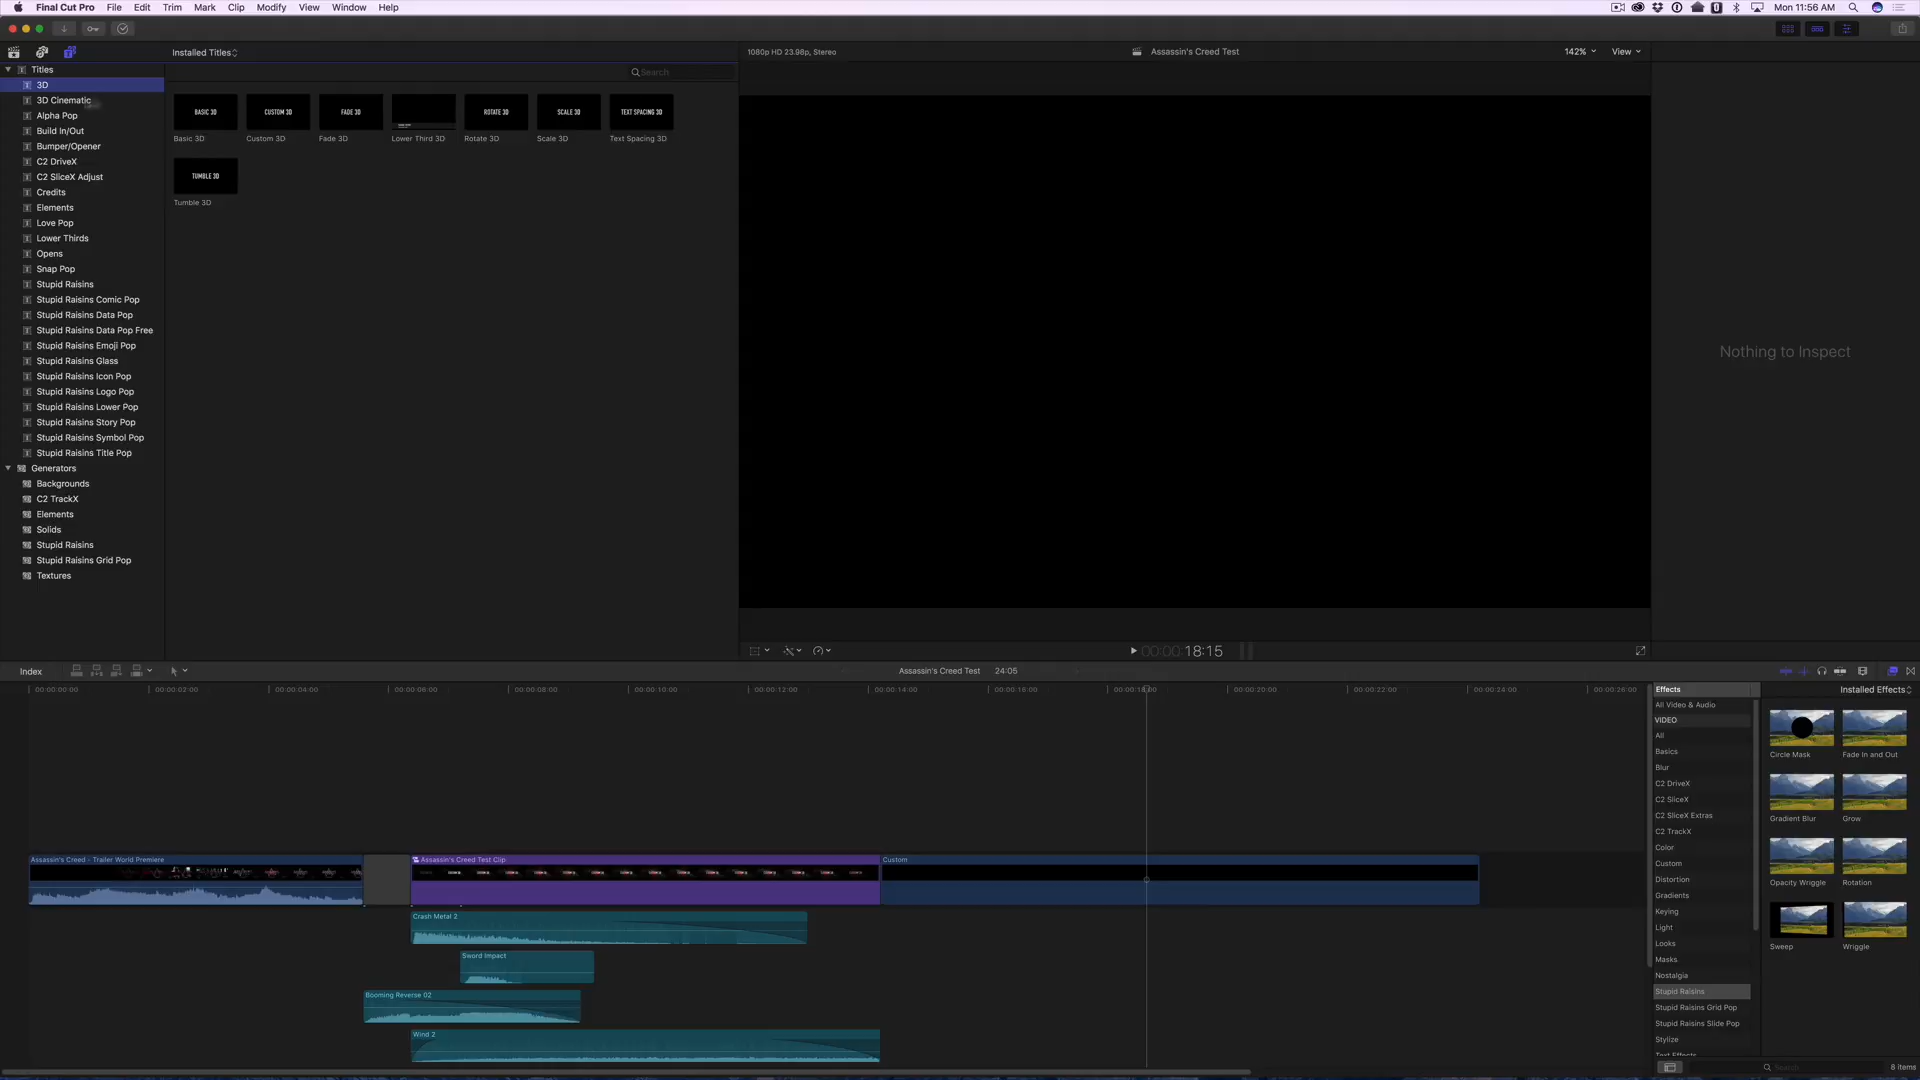 Final Cut Pro File Edit Trim Mark Clip Modify View Window Help Mon 11:56 AM
Installed Titles 1080p HD 23.98p, Stereo Assassin's Creed Test 142% View
Titles
Search
3D
3D Cinematic
Alpha Pop
Build In/Out
Bumper/Opener
C2 DriveX
C2 SliceX Adjust
Credits
Elements
Love Pop
Lower Thirds
Opens
Snap Pop
Stupid Raisins
Stupid Raisins Comic Pop
Stupid Raisins Data Pop
Stupid Raisins Data Pop Free
Stupid Raisins Emoji Pop
Stupid Raisins Glass
Stupid Raisins Icon Pop
Stupid Raisins Logo Pop
Stupid Raisins Lower Pop
Stupid Raisins Story Pop
Stupid Raisins Symbol Pop
Stupid Raisins Title Pop
Generators
Backgrounds
C2 TrackX
Elements
Solids
Stupid Raisins
Stupid Raisins Grid Pop
Textures
BASIC 3D CUSTOM 3D FADE 3D ROTATE 3D SCALE 3D TEXT SPACING 3D
Basic 3D Custom 3D Fade 3D Lower Third 3D Rotate 3D Scale 3D Text Spacing 3D
TUMBLE 3D
Tumble 3D
Nothing to Inspect
00:00:18:15
Index Assassin's Creed Test 24:05
00:00:00:00 00:00:02:00 00:00:04:00 00:00:06:00 00:00:08:00 00:00:10:00 00:00:12:00 00:00:14:00 00:00:16:00 00:00:18:00 00:00:20:00 00:00:22:00 00:00:24:00 00:00:26:00
Assassin's Creed - Trailer World Premiere Assassin's Creed Test Clip Custom
Crash Metal 2
Sword Impact
Booming Reverse 02
Wind 2
Effects Installed Effects
All Video & Audio
VIDEO
All
Basics
Blur
C2 DriveX
C2 SliceX
C2 SliceX Extras
C2 TrackX
Color
Custom
Distortion
Gradients
Keying
Light
Looks
Masks
Nostalgia
Stupid Raisins
Stupid Raisins Grid Pop
Stupid Raisins Slide Pop
Stylize
Text Effects
Circle Mask Fade In and Out
Gradient Blur Grow
Opacity Wriggle Rotation
Sweep Wriggle
Search 8 items